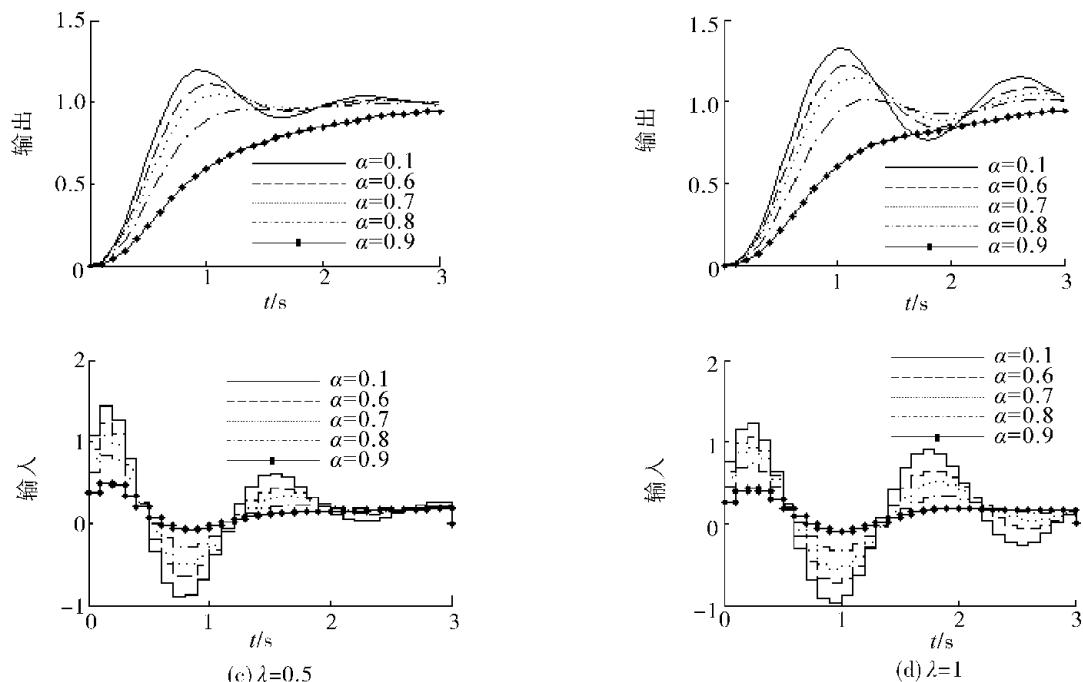 1.5
1.0
0.5
0
输出
α=0.1
α=0.6
α=0.7
α=0.8
α=0.9
1
2
3
t/s
1.5
1.0
0.5
0
输出
α=0.1
α=0.6
α=0.7
α=0.8
α=0.9
1
2
3
t/s
2
1
0
−1
输入
α=0.1
α=0.6
α=0.7
α=0.8
α=0.9
0
1
2
3
t/s
(c) λ=0.5
2
1
0
−1
输入
α=0.1
α=0.6
α=0.7
α=0.8
α=0.9
0
1
2
3
t/s
(d) λ=1